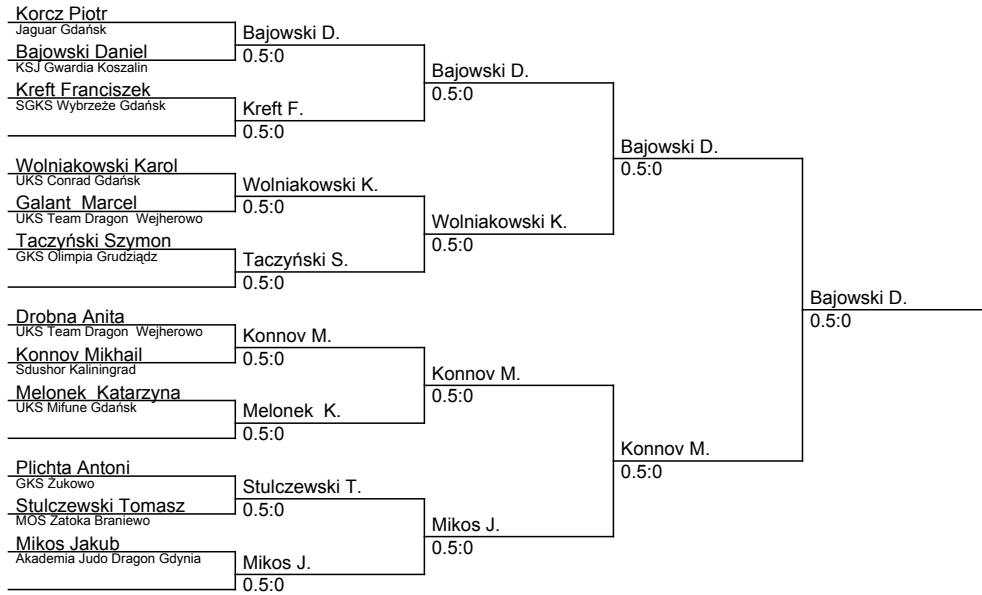 Korcz Piotr
Jaguar Gdańsk
Bajowski Daniel
KSJ Gwardia Koszalin
Kreft Franciszek
SGKS Wybrzeże Gdańsk
Wolniakowski Karol
UKS Conrad Gdańsk
Galant  Marcel
UKS Team Dragon  Wejherowo
Taczyński Szymon
GKS Olimpia Grudziądz
Drobna Anita
UKS Team Dragon  Wejherowo
Konnov Mikhail
Sdushor Kaliningrad
Melonek  Katarzyna
UKS Mifune Gdańsk
Plichta Antoni
GKS Żukowo
Stulczewski Tomasz
MOS Zatoka Braniewo
Mikos Jakub
Akademia Judo Dragon Gdynia
Bajowski D.
0.5:0
Kreft F.
0.5:0
Wolniakowski K.
0.5:0
Taczyński S.
0.5:0
Konnov M.
0.5:0
Melonek  K.
0.5:0
Stulczewski T.
0.5:0
Mikos J.
0.5:0
Bajowski D.
0.5:0
Wolniakowski K.
0.5:0
Konnov M.
0.5:0
Mikos J.
0.5:0
Bajowski D.
0.5:0
Konnov M.
0.5:0
Bajowski D.
0.5:0